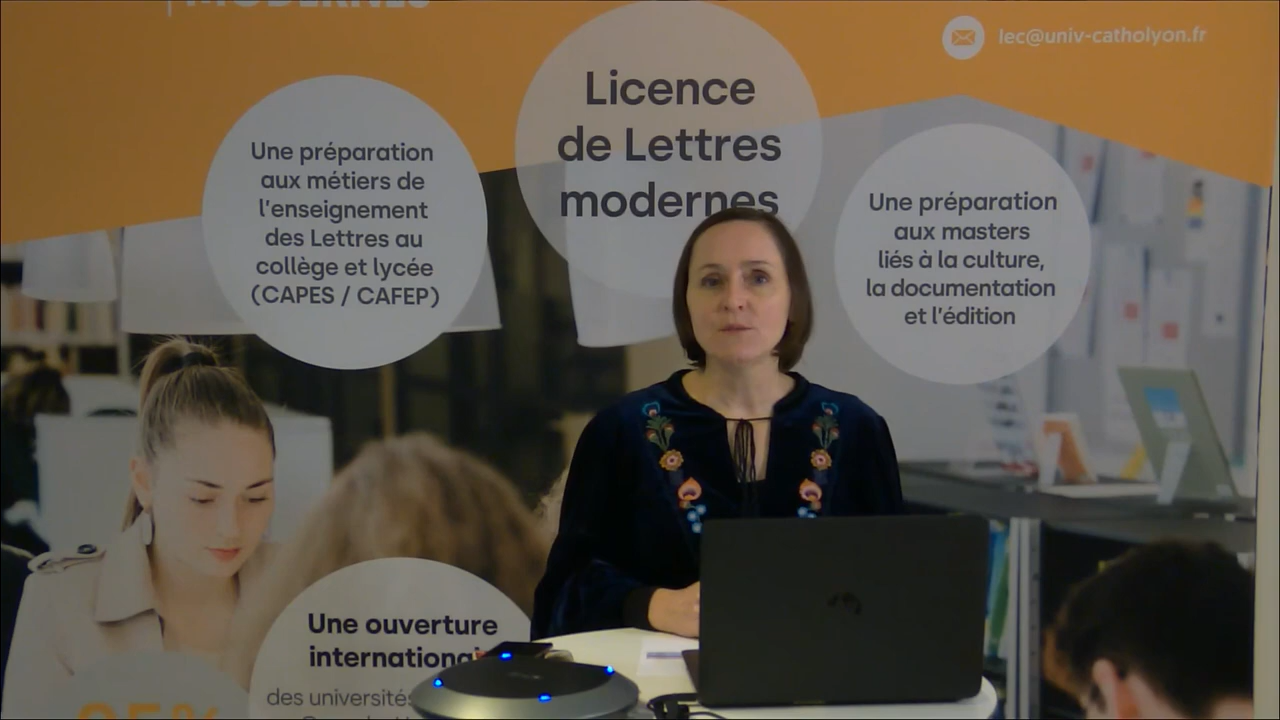 MODERNES
lec@univ-catholyon.fr
Licence
de Lettres
modernes
Une préparation
aux métiers de
l'enseignement
des Lettres au
collège et lycée
(CAPES / CAFEP)
Une préparation
aux masters
liés à la culture,
la documentation
et l'édition
Une ouverture
des universités